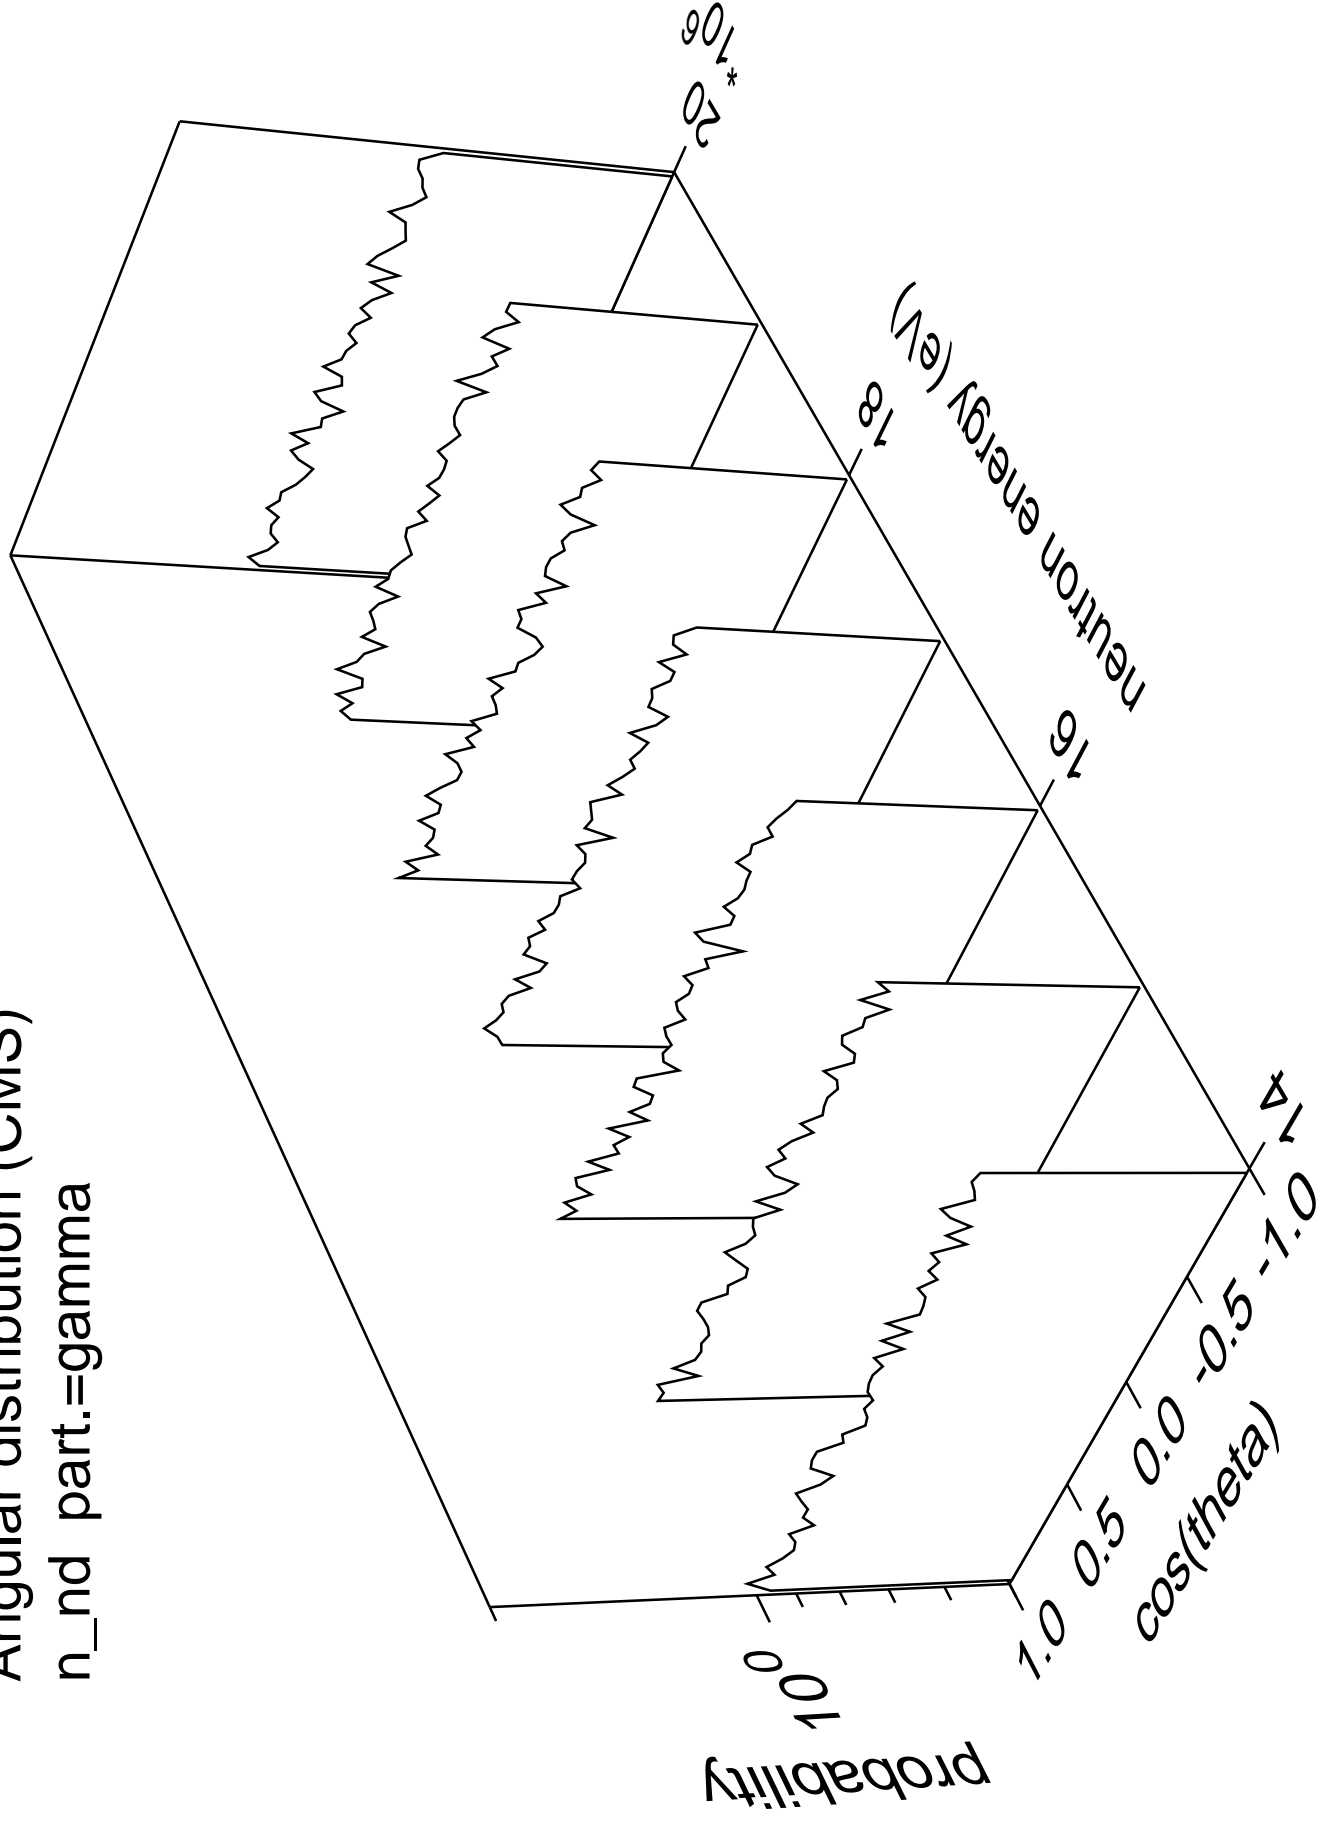 Angular distribution (CMS)
n_nd part.=gamma
probability
10^0
cos(theta)
1.0 0.5 0.0 -0.5 -1.0
neutron energy (eV)
14 16 18 20
*10^6